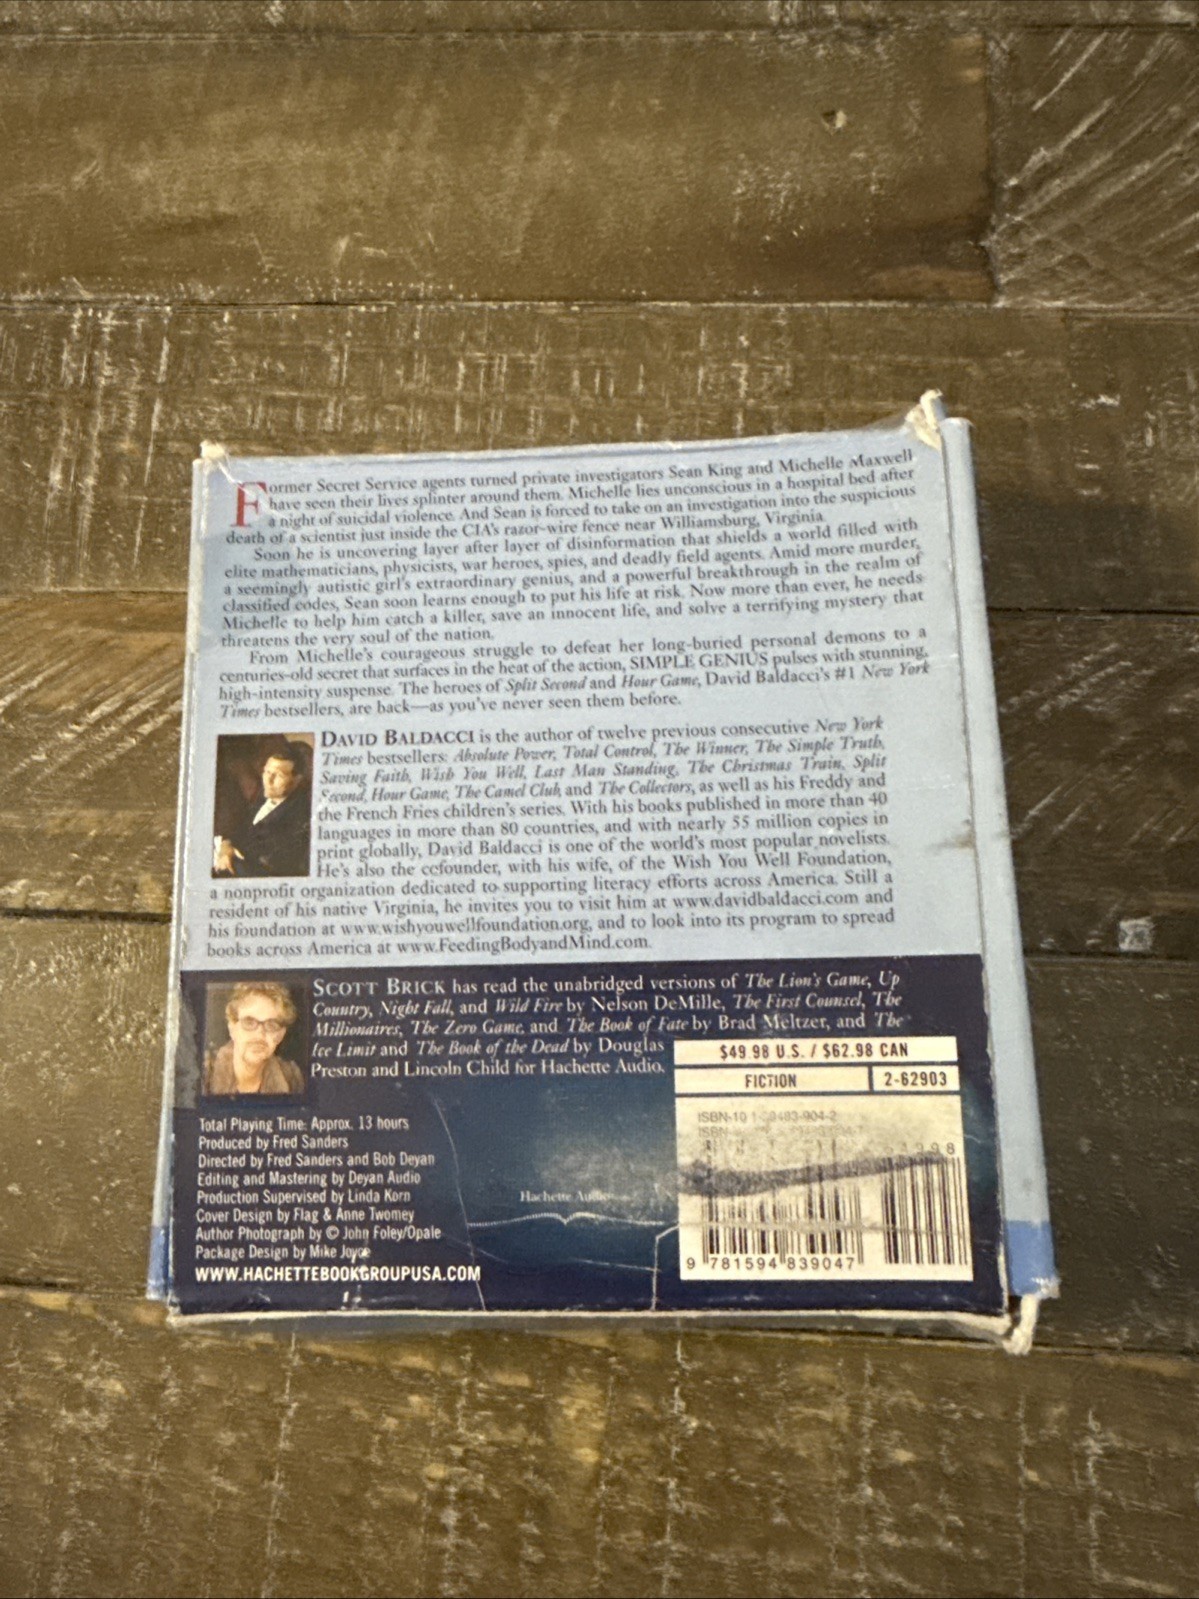 Former Secret Service agents turned private investigators Sean King and Michelle Maxwell
have seen their lives splinter around them. Michelle lies unconscious in a hospital bed after
a night of suicidal violence. And Sean is forced to take on an investigation into the suspicious
death of a scientist just inside the CIA's razor-wire fence near Williamsburg, Virginia.
Soon he is uncovering layer after layer of disinformation that shields a world filled with
elite mathematicians, physicists, war heroes, spies, and deadly field agents. Amid more murder,
a seemingly autistic girl's extraordinary genius, and a powerful breakthrough in the realm of
classified codes, Sean soon learns enough to put his life at risk. Now more than ever, he needs
Michelle to help him catch a killer, save an innocent life, and solve a terrifying mystery that
threatens the very soul of the nation.
From Michelle's courageous struggle to defeat her long-buried personal demons to a
centuries-old secret that surfaces in the heat of the action, SIMPLE GENIUS pulses with stunning,
high-intensity suspense. The heroes of Split Second and Hour Game, David Baldacci's #1 New York
Times bestsellers, are back—as you've never seen them before.
DAVID BALDACCI is the author of twelve previous consecutive New York
Times bestsellers: Absolute Power, Total Control, The Winner, The Simple Truth,
Saving Faith, Wish You Well, Last Man Standing, The Christmas Train, Split
Second, Hour Game, The Camel Club, and The Collectors, as well as his Freddy and
the French Fries children's series. With his books published in more than 40
languages in more than 80 countries, and with nearly 55 million copies in
print globally, David Baldacci is one of the world's most popular novelists.
He's also the cofounder, with his wife, of the Wish You Well Foundation,
a nonprofit organization dedicated to supporting literacy efforts across America. Still a
resident of his native Virginia, he invites you to visit him at www.davidbaldacci.com and
his foundation at www.wishyouwellfoundation.org, and to look into its program to spread
books across America at www.FeedingBodyandMind.com.
SCOTT BRICK has read the unabridged versions of The Lion's Game, Up
Country, Night Fall, and Wild Fire by Nelson DeMille, The First Counsel, The
Millionaires, The Zero Game, and The Book of Fate by Brad Meltzer, and The
Ice Limit and The Book of the Dead by Douglas
Preston and Lincoln Child for Hachette Audio.
$49.98 U.S. / $62.98 CAN
FICTION 2-62903
Total Playing Time: Approx. 13 hours
Produced by Fred Sanders
Directed by Fred Sanders and Bob Deyan
Editing and Mastering by Deyan Audio
Production Supervised by Linda Korn
Cover Design by Flag & Anne Twomey
Author Photograph by © John Foley/Opale
Package Design by Mike Joyce
WWW.HACHETTEBOOKGROUPUSA.COM
Hachette Audio
ISBN-10 1-59483-904-2
9 781594 839047